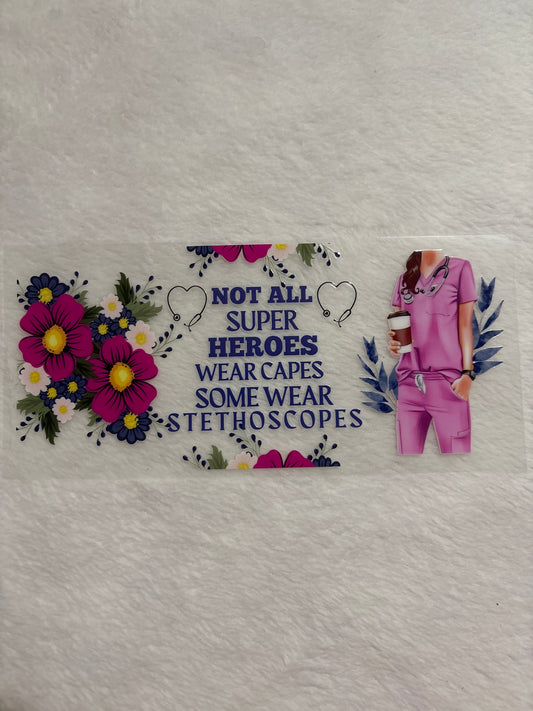 NOT ALL
SUPER
HEROES
WEAR CAPES
SOME WEAR
STETHOSCOPES